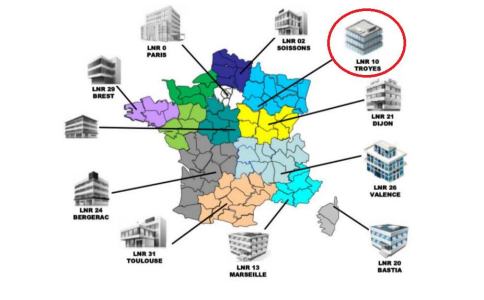 LNR 0
PARIS
LNR 02
SOISSONS
LNR 10
TROYES
LNR 29
BREST
LNR 21
DIJON
LNR 26
VALENCE
LNR 24
BERGERAC
LNR 31
TOULOUSE
LNR 13
MARSEILLE
LNR 20
BASTIA